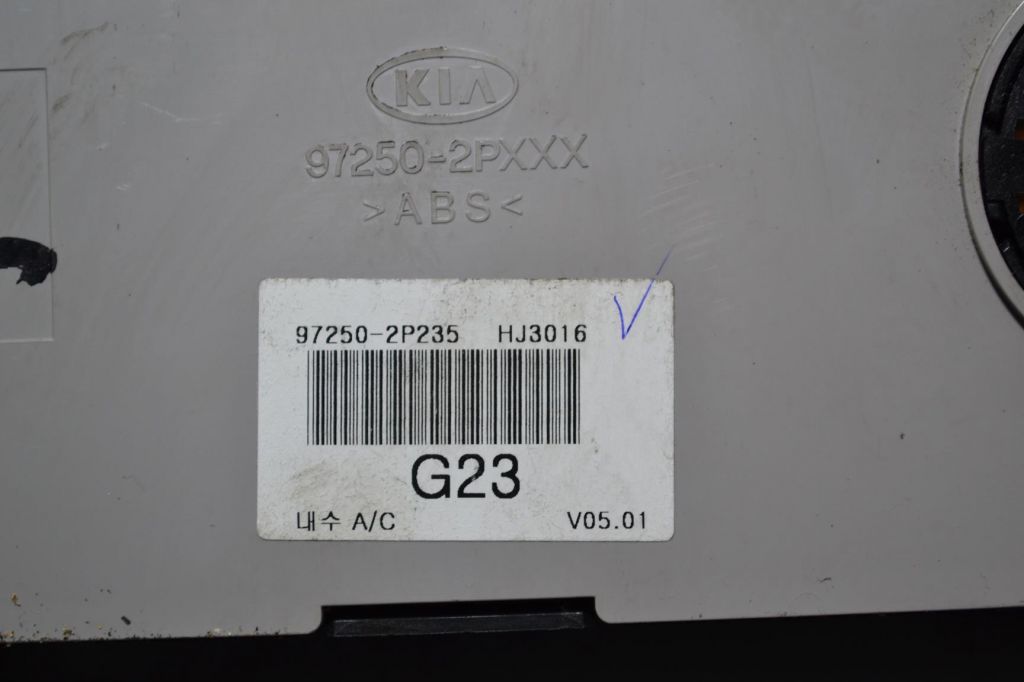 KIA
97250-2PXXX
>ABS<
97250-2P235 HJ3016
G23
내수 A/C V05.01